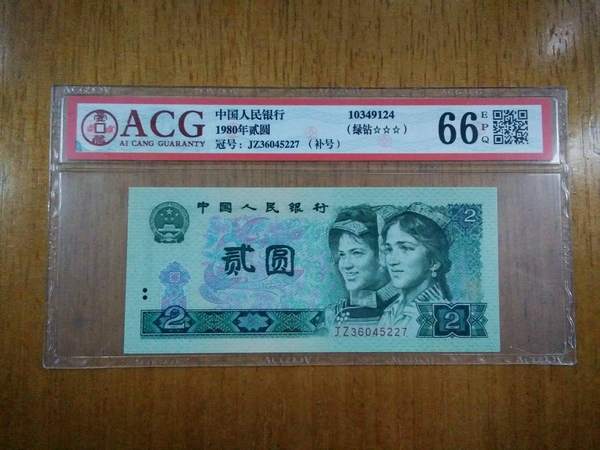 ACG
AI CANG GUARANTY
中国人民银行
1980年贰圆
冠号：JZ36045227 （补号）
10349124
（绿钻☆☆☆）
66 EPQ
中国人民银行
贰圆
2
2
2
JZ36045227